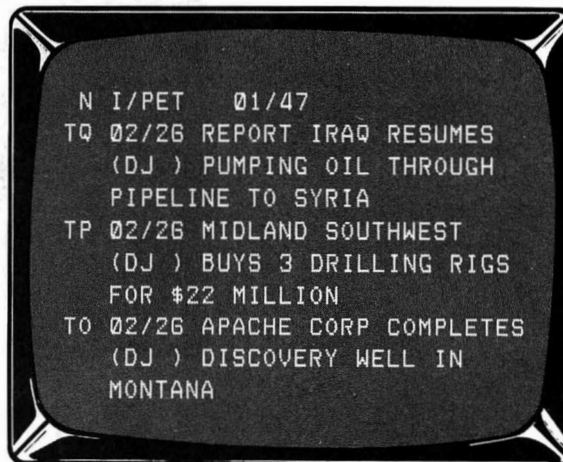 N I/PET 01/47
TQ 02/26 REPORT IRAQ RESUMES
(DJ ) PUMPING OIL THROUGH
PIPELINE TO SYRIA
TP 02/26 MIDLAND SOUTHWEST
(DJ ) BUYS 3 DRILLING RIGS
FOR $22 MILLION
TO 02/26 APACHE CORP COMPLETES
(DJ ) DISCOVERY WELL IN
MONTANA